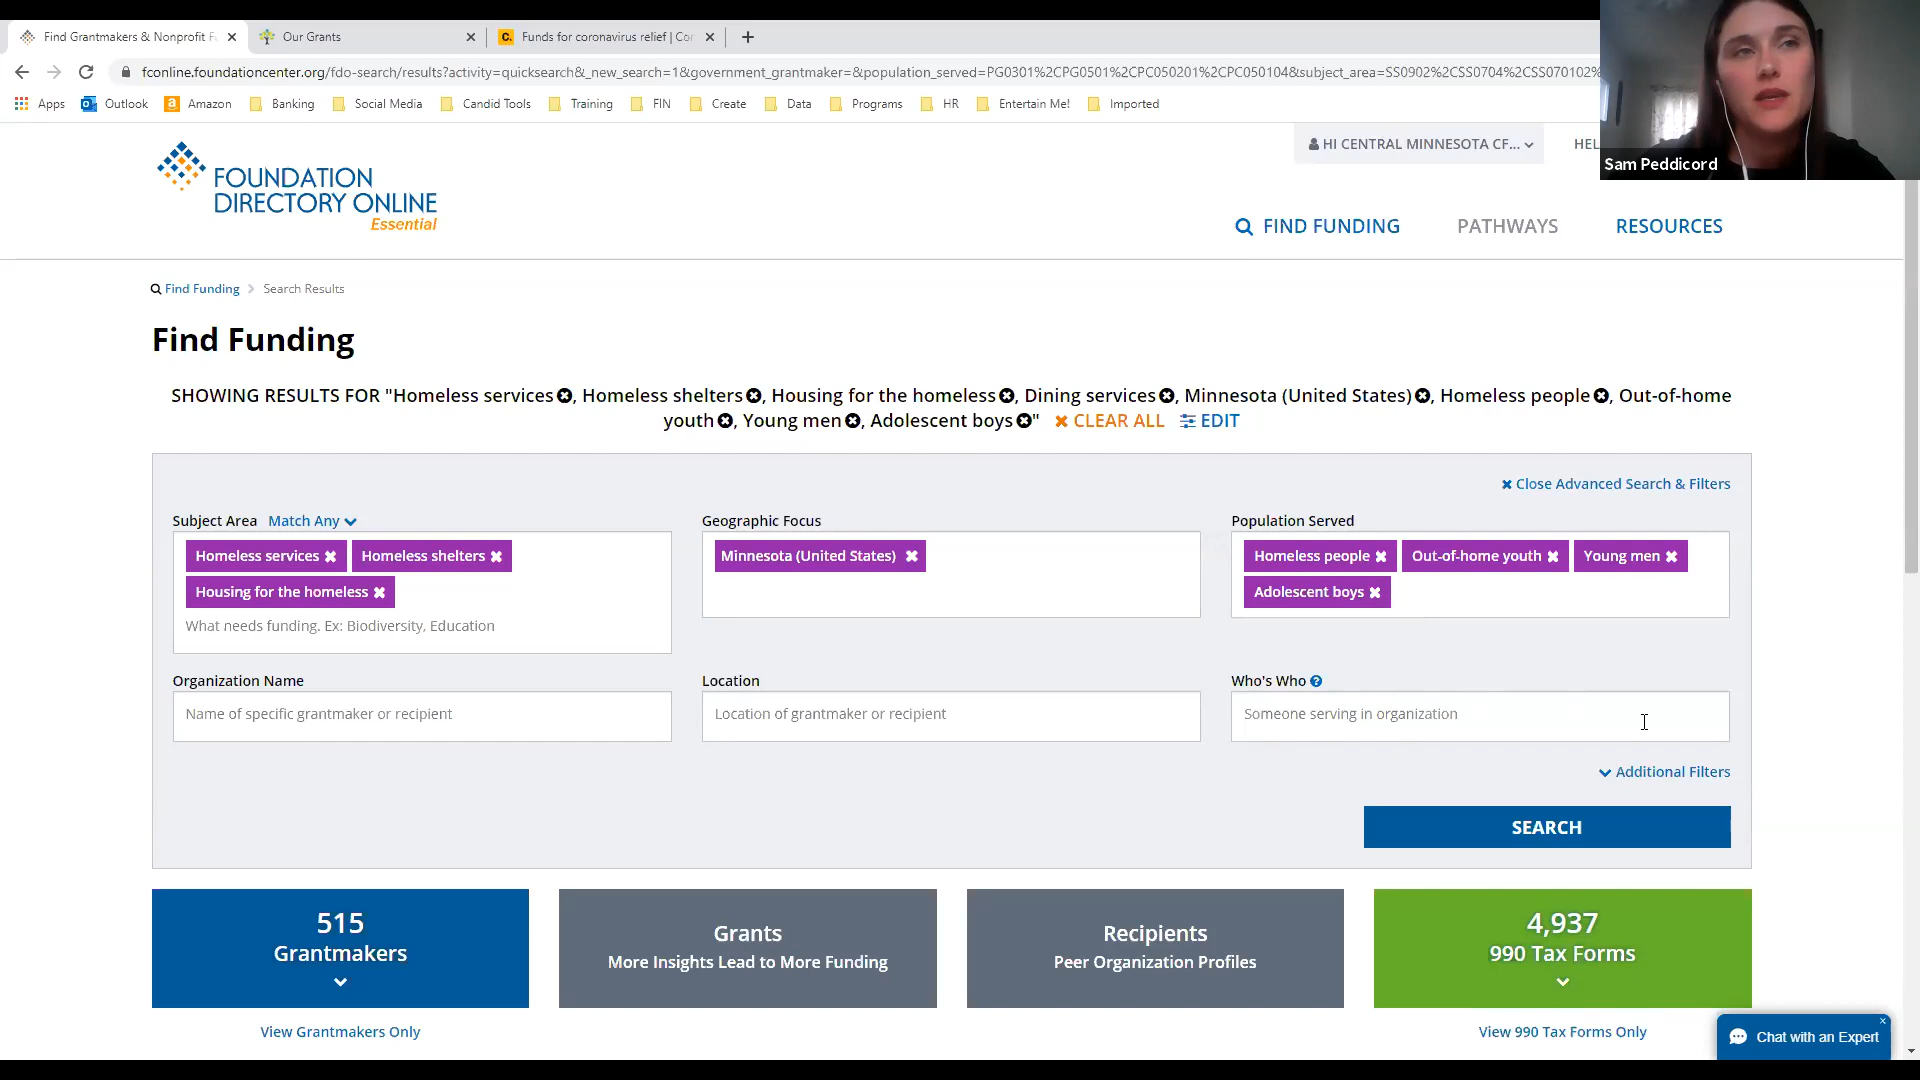 Find Grantmakers & Nonprofit F
Our Grants
Funds for coronavirus relief | Cor
fconline.foundationcenter.org/fdo-search/results?activity=quicksearch&_new_search=1&government_grantmaker=&population_served=PG0301%2CPG0501%2CPC050201%2CPC050104&subject_area=SS0902%2CSS0704%2CSS070102%
Apps
Outlook
Amazon
Banking
Social Media
Candid Tools
Training
FIN
Create
Data
Programs
HR
Entertain Me!
Imported
Sam Peddicord
FOUNDATION
DIRECTORY ONLINE
Essential
HI CENTRAL MINNESOTA CF...
HEL
FIND FUNDING
PATHWAYS
RESOURCES
Find Funding
Search Results
Find Funding
SHOWING RESULTS FOR "Homeless services, Homeless shelters, Housing for the homeless, Dining services, Minnesota (United States), Homeless people, Out-of-home
youth, Young men, Adolescent boys" CLEAR ALL EDIT
Close Advanced Search & Filters
Subject Area Match Any
Homeless services
Homeless shelters
Housing for the homeless
What needs funding. Ex: Biodiversity, Education
Geographic Focus
Minnesota (United States)
Population Served
Homeless people
Out-of-home youth
Young men
Adolescent boys
Organization Name
Name of specific grantmaker or recipient
Location
Location of grantmaker or recipient
Who's Who
Someone serving in organization
Additional Filters
SEARCH
515
Grantmakers
View Grantmakers Only
Grants
More Insights Lead to More Funding
Recipients
Peer Organization Profiles
4,937
990 Tax Forms
View 990 Tax Forms Only
Chat with an Expert